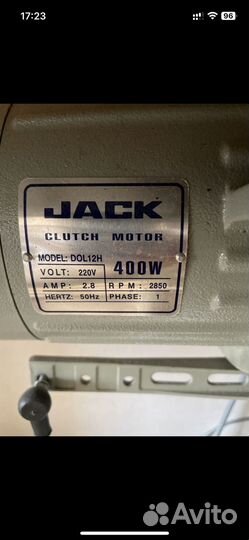 17:23
96
JACK
CLUTCH MOTOR
MODEL: DOL12H
400W
VOLT: 220V
AMP: 2.8
RPM: 2850
HERTZ: 50Hz
PHASE: 1
Avito